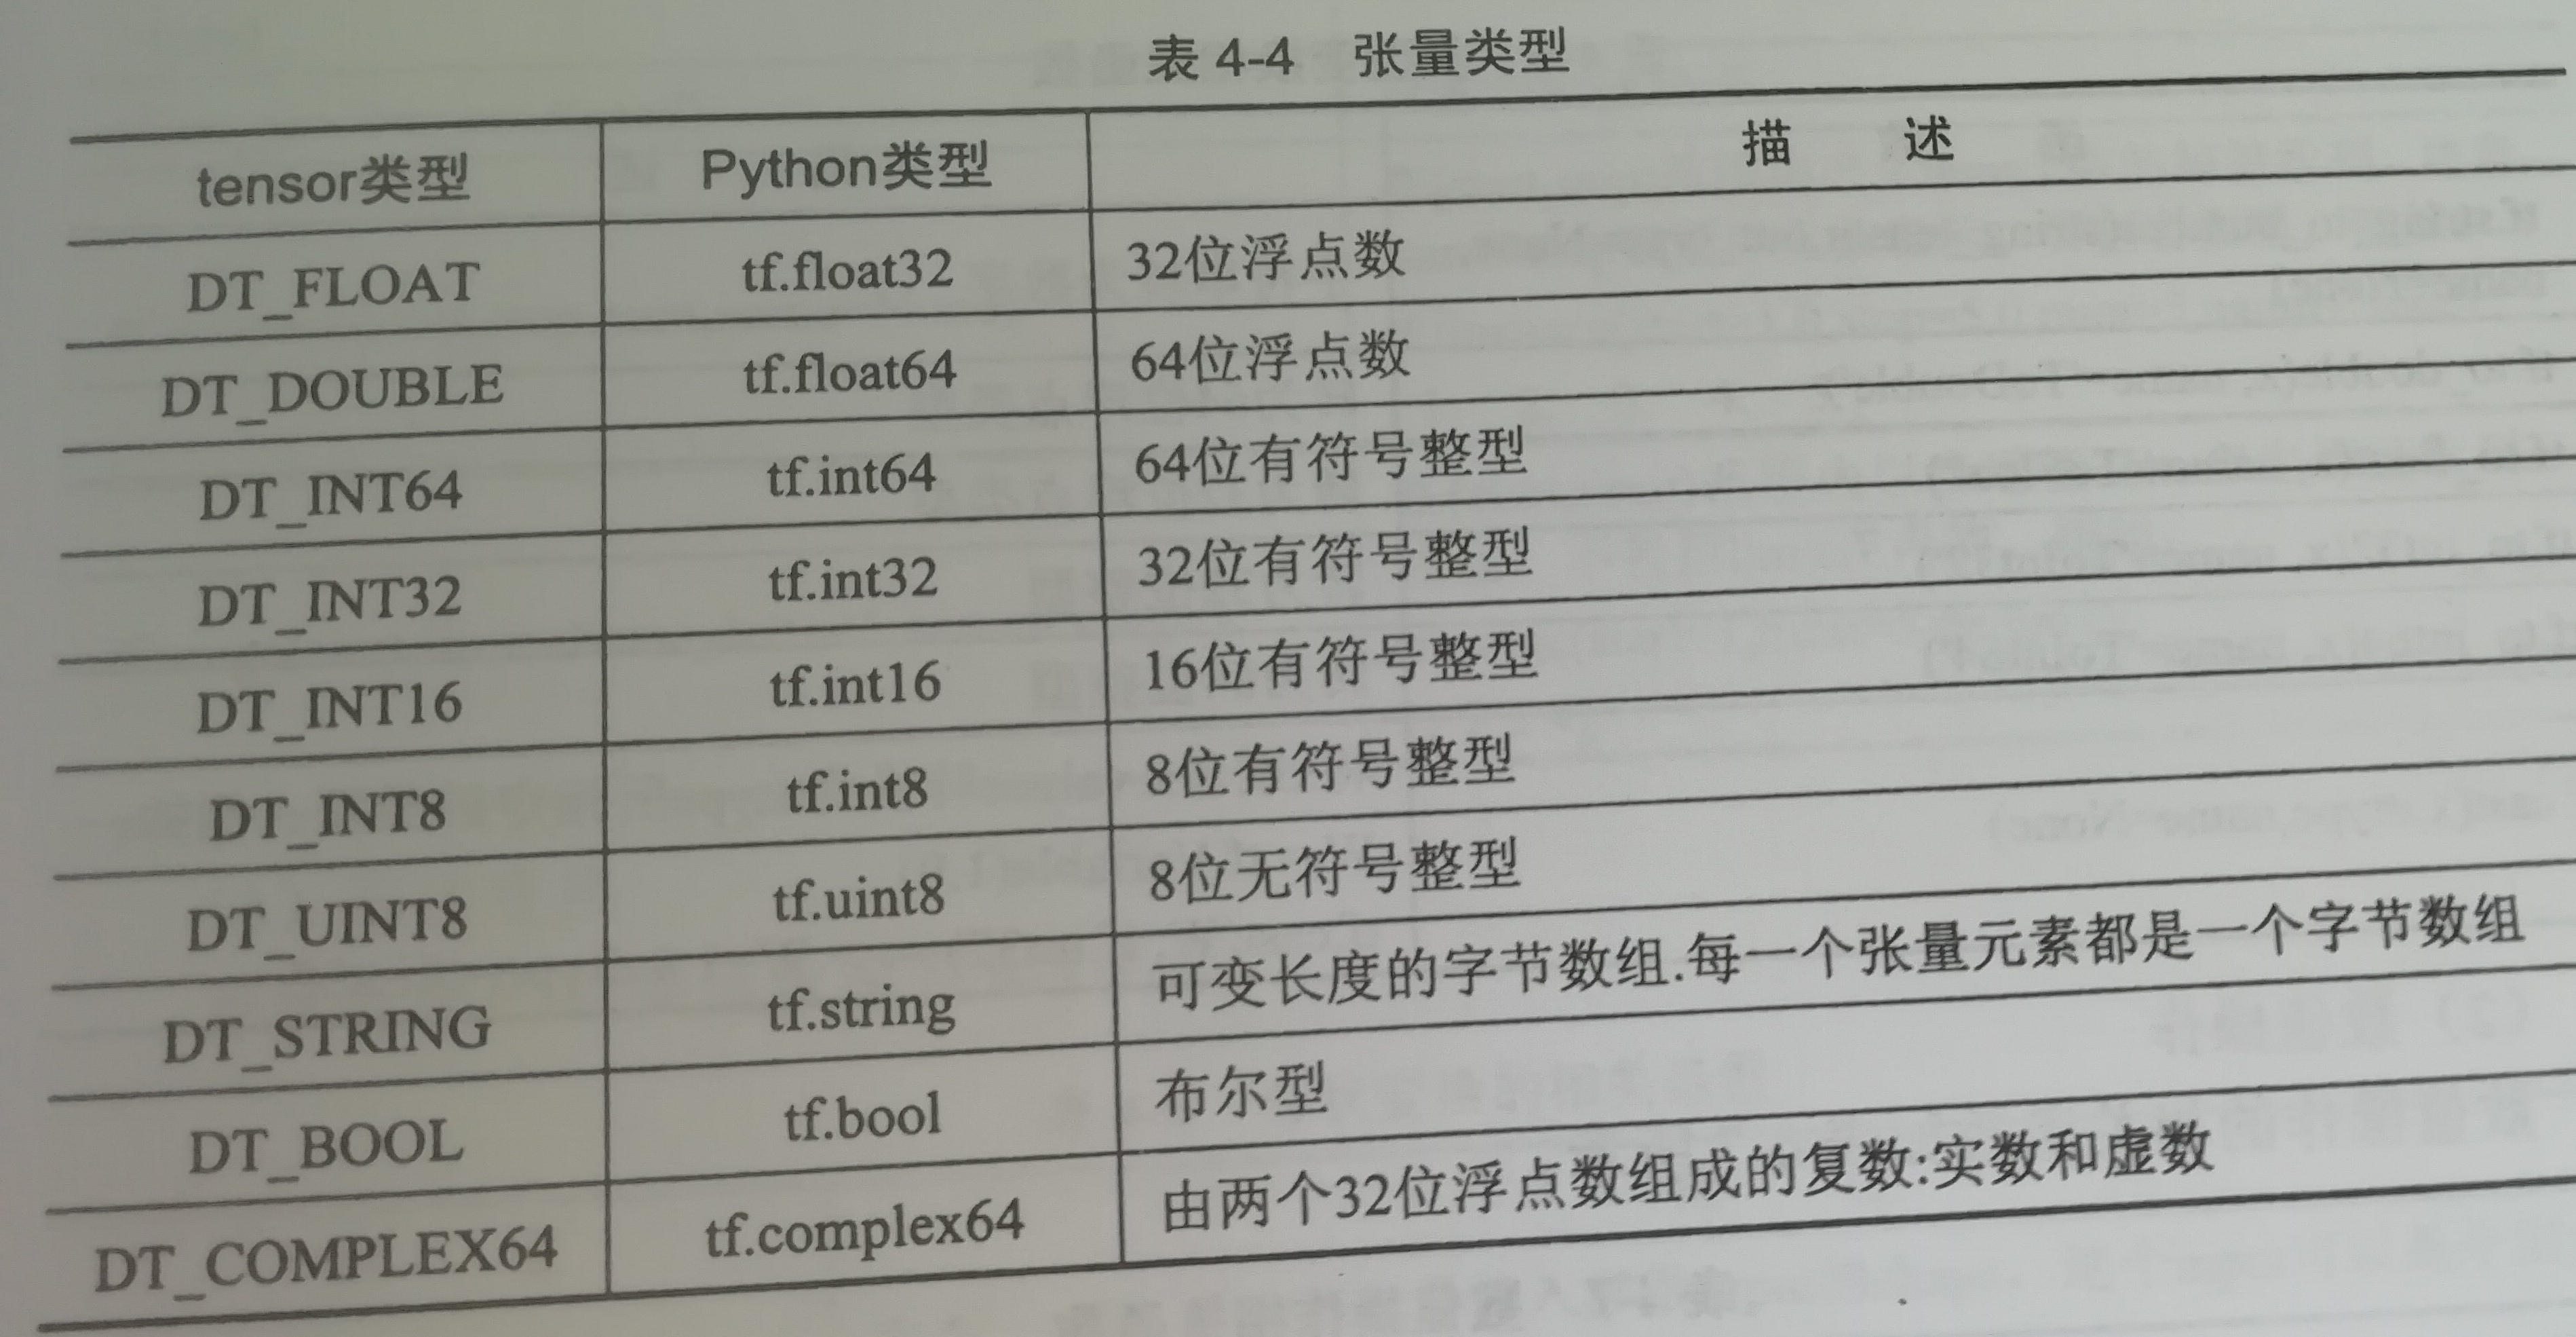 表 4-4 张量类型
tensor类型 Python类型 描 述
DT_FLOAT tf.float32 32位浮点数
DT_DOUBLE tf.float64 64位浮点数
DT_INT64 tf.int64 64位有符号整型
DT_INT32 tf.int32 32位有符号整型
DT_INT16 tf.int16 16位有符号整型
DT_INT8 tf.int8 8位有符号整型
DT_UINT8 tf.uint8 8位无符号整型
DT_STRING tf.string 可变长度的字节数组.每一个张量元素都是一个字节数组
DT_BOOL tf.bool 布尔型
DT_COMPLEX64 tf.complex64 由两个32位浮点数组成的复数:实数和虚数